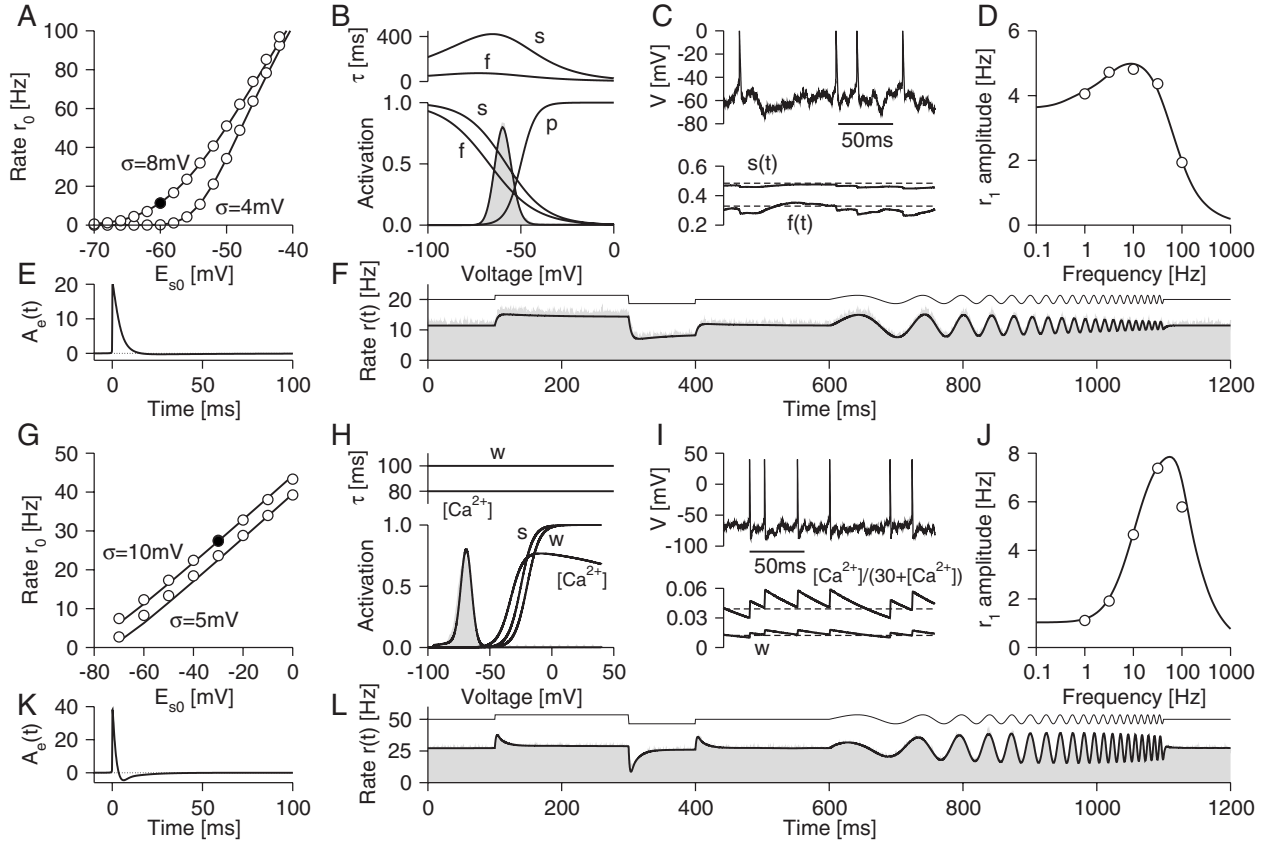 A
Rate r₀ [Hz]
100
80
60
40
20
0
σ=8mV
σ=4mV
-70 -60 -50 -40
E_s0 [mV]
B
τ [ms]
400
0
s
f
Activation
1.0
0.5
0.0
s
f
p
-100 -50 0
Voltage [mV]
C
V [mV]
0
-20
-40
-60
-80
50ms
0.6
0.4
0.2
s(t)
f(t)
D
r₁ amplitude [Hz]
6
4
2
0
0.1 1 10 100 1000
Frequency [Hz]
E
A_e(t)
20
10
0
0 50 100
Time [ms]
F
Rate r(t) [Hz]
20
10
0
0 200 400 600 800 1000 1200
Time [ms]
G
Rate r₀ [Hz]
50
40
30
20
10
0
σ=10mV
σ=5mV
-80 -60 -40 -20 0
E_s0 [mV]
H
τ [ms]
100
80
w
[Ca²⁺]
Activation
1.0
0.5
0.0
s
w
[Ca²⁺]
-100 -50 0 50
Voltage [mV]
I
V [mV]
50
0
-50
-100
50ms
[Ca²⁺]/(30+[Ca²⁺])
0.06
0.03
0
w
J
r₁ amplitude [Hz]
8
6
4
2
0
0.1 1 10 100 1000
Frequency [Hz]
K
A_e(t)
40
20
0
0 50 100
Time [ms]
L
Rate r(t) [Hz]
50
25
0
0 200 400 600 800 1000 1200
Time [ms]